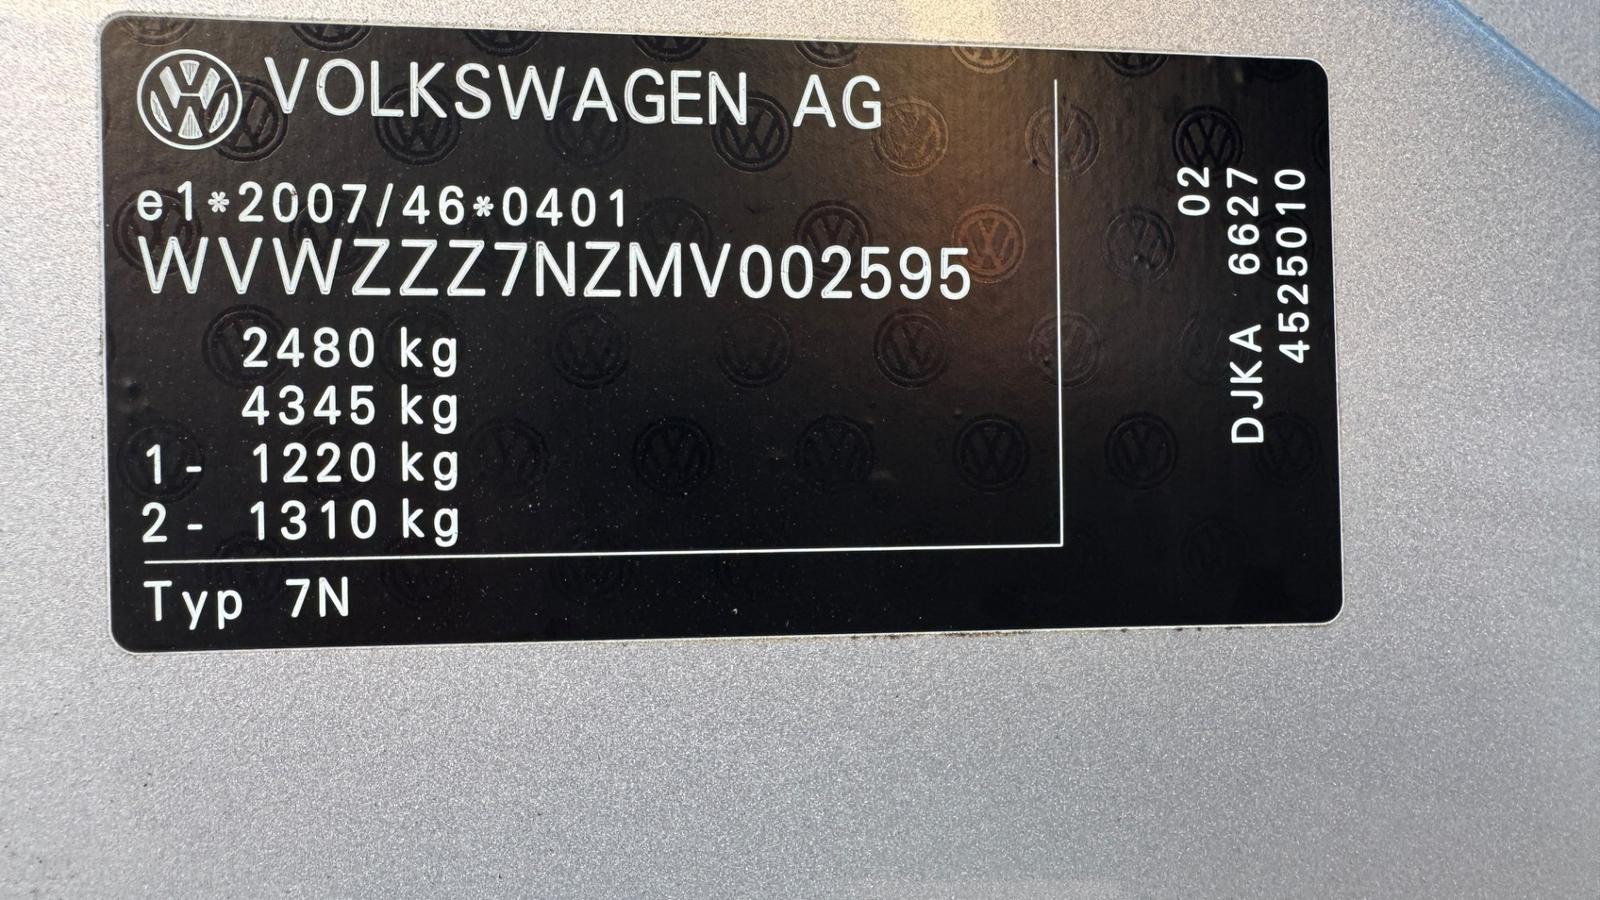 VOLKSWAGEN AG
e1*2007/46*0401
WVWZZZ7NZMV002595
2480 kg
4345 kg
1- 1220 kg
2- 1310 kg
Typ 7N
02
DJKA 6627
4525010